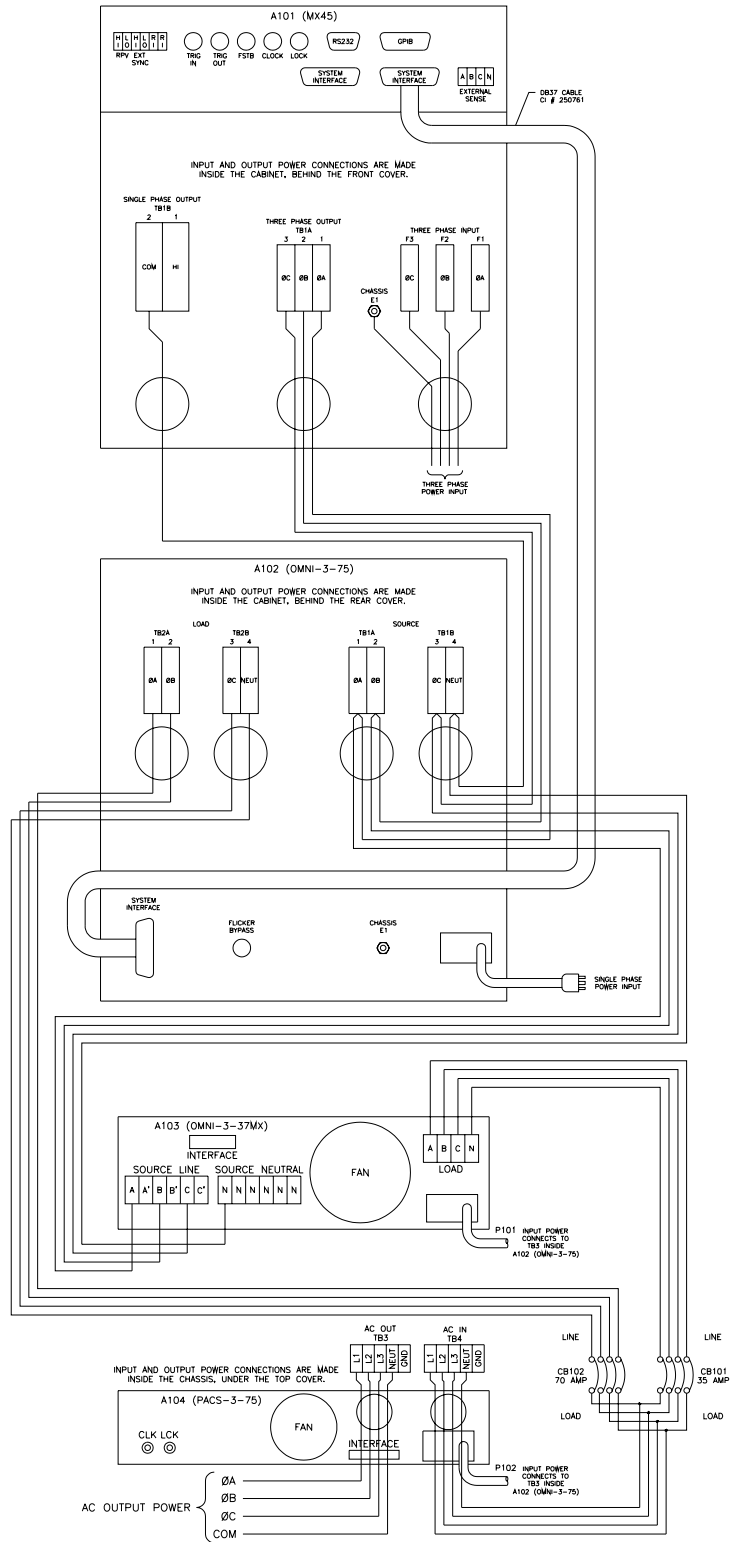 A101 (MX45)
HI LO HI LO RI RI
RPV EXT
SYNC
TRIG
IN
TRIG
OUT
FSTB
CLOCK
LOCK
RS232
GPIB
SYSTEM
INTERFACE
SYSTEM
INTERFACE
A B C N
EXTERNAL
SENSE
DB37 CABLE
CI # 250761
INPUT AND OUTPUT POWER CONNECTIONS ARE MADE
INSIDE THE CABINET, BEHIND THE FRONT COVER.
SINGLE PHASE OUTPUT
TB1B
2 1
COM HI
THREE PHASE OUTPUT
TB1A
3 2 1
ØC ØB ØA
THREE PHASE INPUT
F3 F2 F1
ØC ØB ØA
CHASSIS
E1
THREE PHASE
POWER INPUT
A102 (OMNI-3-75)
INPUT AND OUTPUT POWER CONNECTIONS ARE MADE
INSIDE THE CABINET, BEHIND THE REAR COVER.
LOAD
SOURCE
TB2A
1 2
ØA ØB
TB2B
3 4
ØC NEUT
TB1A
1 2
ØA ØB
TB1B
3 4
ØC NEUT
SYSTEM
INTERFACE
FLICKER
BYPASS
CHASSIS
E1
SINGLE PHASE
POWER INPUT
A103 (OMNI-3-37MX)
INTERFACE
SOURCE LINE
A A' B B' C C'
SOURCE NEUTRAL
N N N N N N
FAN
A B C N
LOAD
P101 INPUT POWER
CONNECTS TO
TB3 INSIDE
A102 (OMNI-3-75)
AC OUT
TB3
L1 L2 L3 NEUT GND
AC IN
TB4
L1 L2 L3 NEUT GND
LINE
LINE
CB102
70 AMP
CB101
35 AMP
LOAD
LOAD
INPUT AND OUTPUT POWER CONNECTIONS ARE MADE
INSIDE THE CHASSIS, UNDER THE TOP COVER.
A104 (PACS-3-75)
CLK LCK
FAN
INTERFACE
P102 INPUT POWER
CONNECTS TO
TB3 INSIDE
A102 (OMNI-3-75)
AC OUTPUT POWER
ØA
ØB
ØC
COM